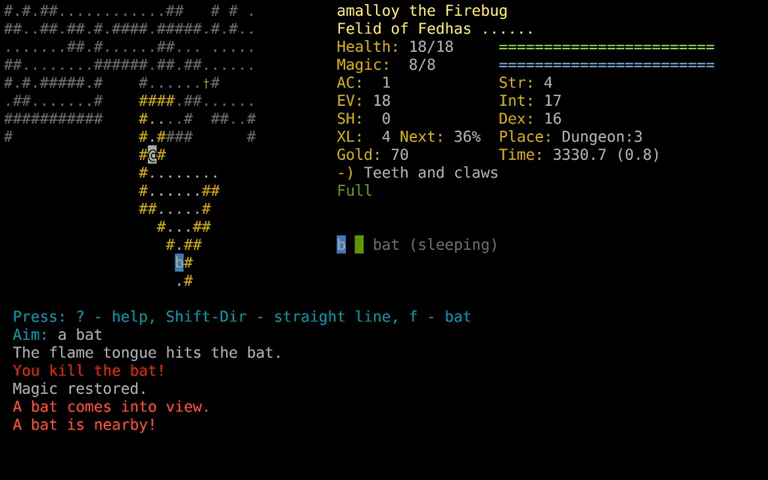 #.#.##............##   # # .          amalloy the Firebug
##..##.##.#.####.#####.#.#..          Felid of Fedhas ......
.......##.#......##... .....          Health: 18/18    ========================
##........######.##.##......          Magic:  8/8      ========================
#.#.#####.#    #......†#              AC:  1           Str: 4
.##.......#    ####.##......          EV: 18           Int: 17
###########    #....#  ##..#          SH:  0           Dex: 16
#              #.####      #          XL:  4 Next: 36% Place: Dungeon:3
               #@#                    Gold: 70         Time: 3330.7 (0.8)
               #........              -) Teeth and claws
               #......##              Full
               ##.....#
                 #...##
                  #.##                b   bat (sleeping)
                   b#
                   .#
Press: ? - help, Shift-Dir - straight line, f - bat
Aim: a bat
The flame tongue hits the bat.
You kill the bat!
Magic restored.
A bat comes into view.
A bat is nearby!